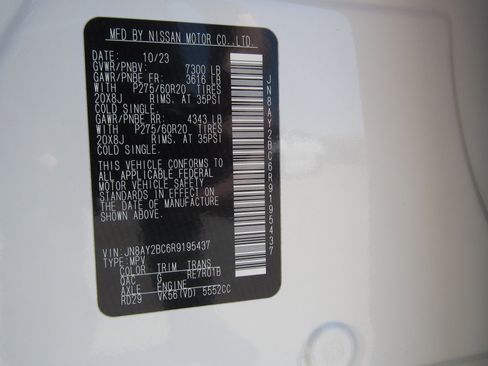 MFD BY NISSAN MOTOR CO.,LTD.
DATE: 10/23
GVWR/PNBV: 7300 LB
GAWR/PNBE FR: 3616 LB
WITH P275/60R20 TIRES
20X8J RIMS, AT 35PSI
COLD SINGLE.
GAWR/PNBE RR: 4343 LB
WITH P275/60R20 TIRES
20X8J RIMS, AT 35PSI
COLD SINGLE.
THIS VEHICLE CONFORMS TO
ALL APPLICABLE FEDERAL
MOTOR VEHICLE SAFETY
STANDARDS IN EFFECT ON
THE DATE OF MANUFACTURE
SHOWN ABOVE.
VIN: JN8AY2BC6R9195437
TYPE: MPV
COLOR TRIM TRANS
QAC G RE7R01B
AXLE ENGINE
RD29 VK56(VD) 5552CC
JN8AY2BC6R9195437